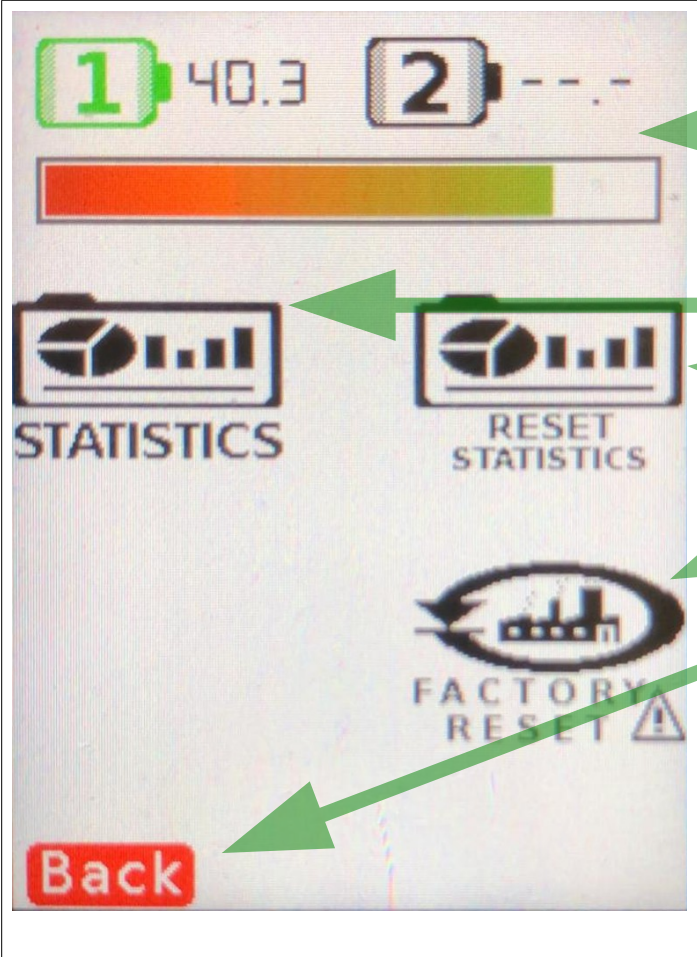 1 40.3 2 --.-
STATISTICS
RESET
STATISTICS
FACTORY
RESET
Back